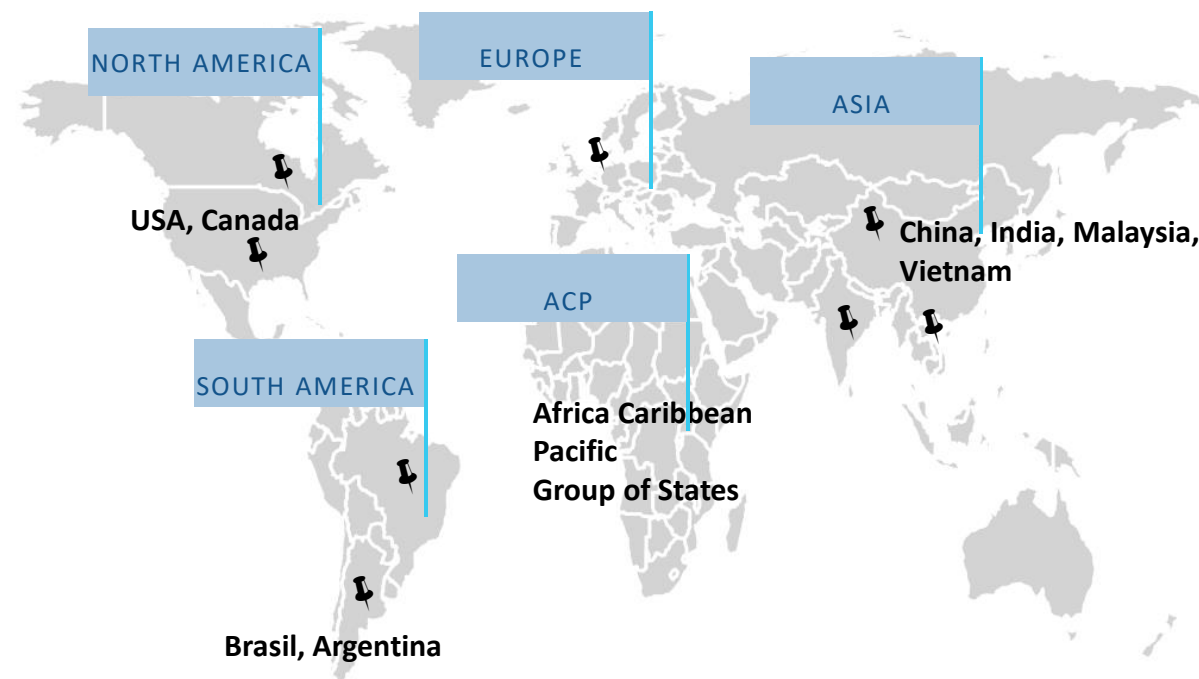 NORTH AMERICA
EUROPE
ASIA
USA, Canada
China, India, Malaysia,
Vietnam
ACP
SOUTH AMERICA
Africa Caribbean
Pacific
Group of States
Brasil, Argentina